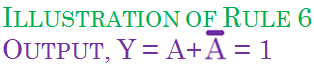 Illustration of Rule 6
Output, Y = A+A̅ = 1